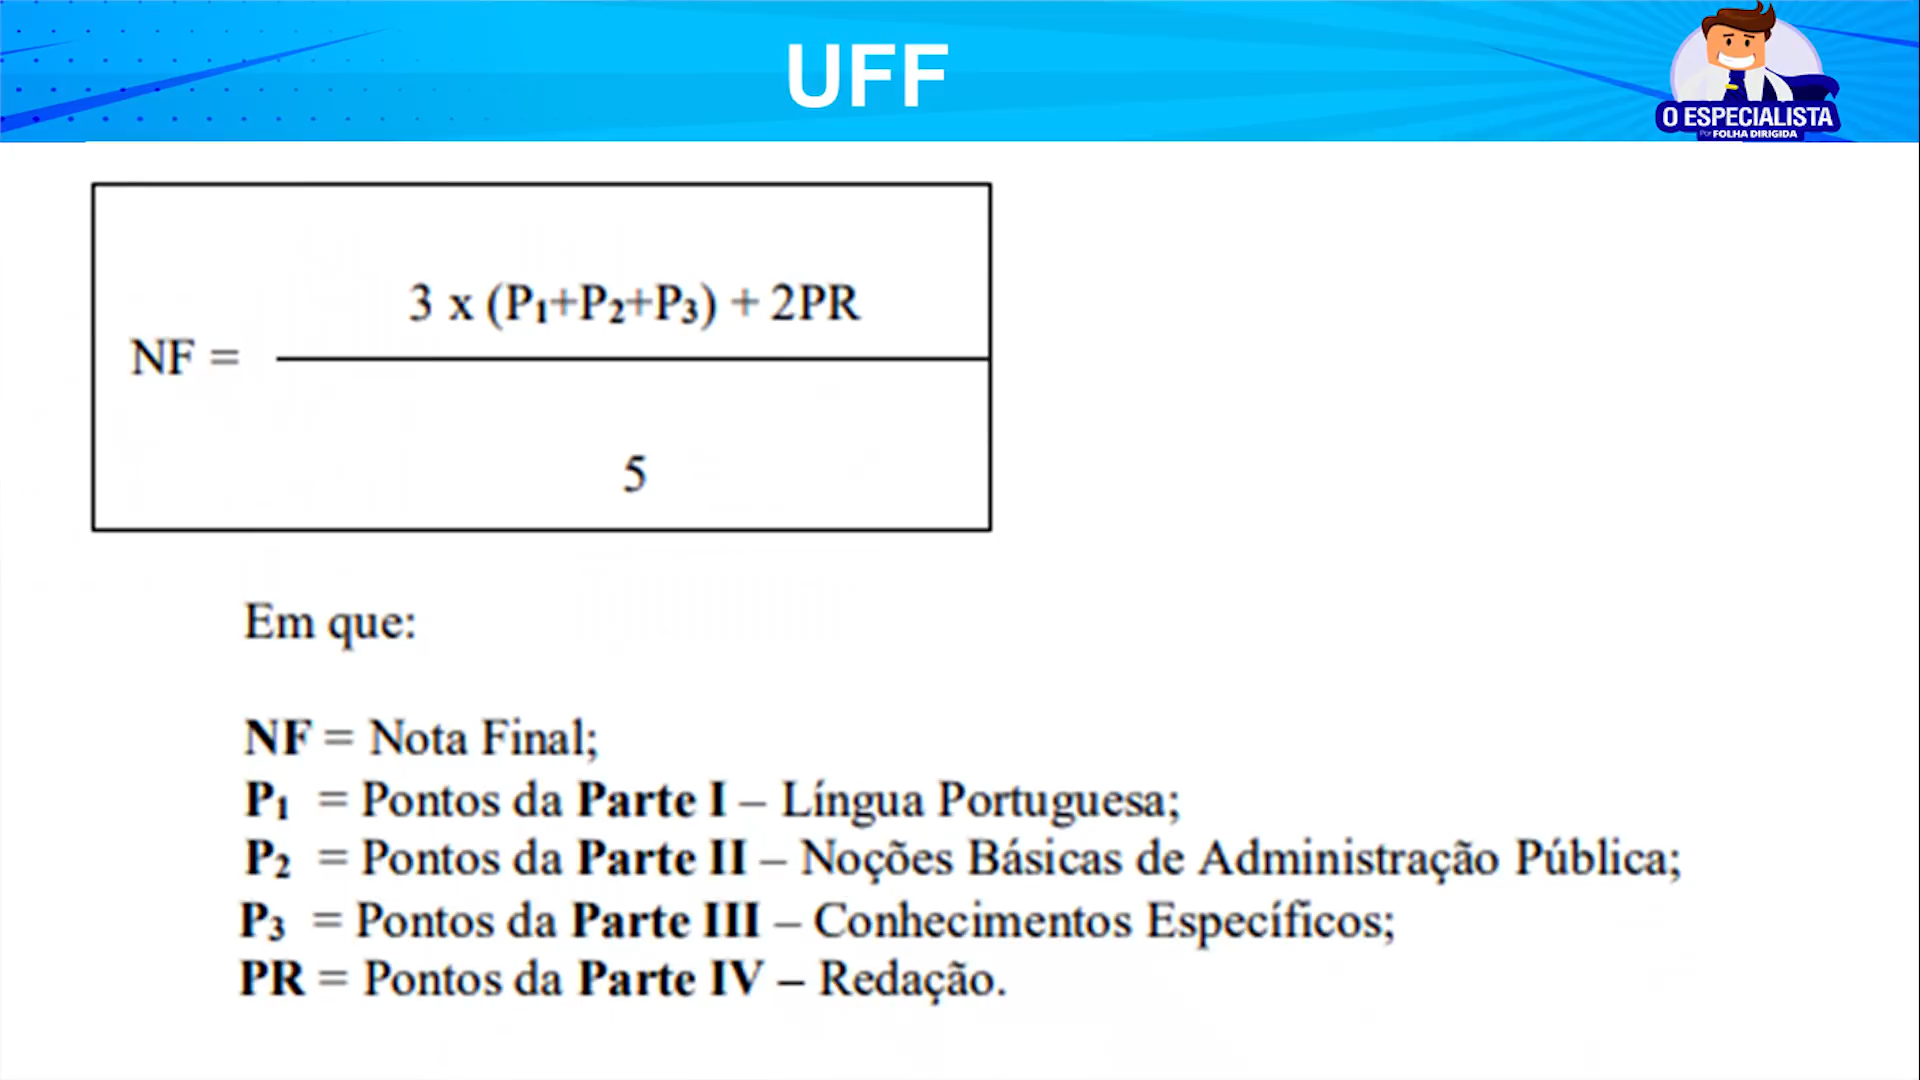 UFF
O ESPECIALISTA
Por FOLHA DIRIGIDA
3 x (P₁+P₂+P₃) + 2PR
NF =
5
Em que:
NF = Nota Final;
P₁ = Pontos da Parte I – Língua Portuguesa;
P₂ = Pontos da Parte II – Noções Básicas de Administração Pública;
P₃ = Pontos da Parte III – Conhecimentos Específicos;
PR = Pontos da Parte IV – Redação.